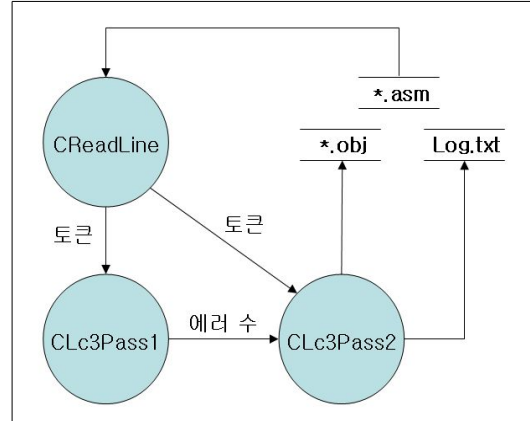 *.asm
CReadLine
*.obj
Log.txt
토큰
토큰
에러 수
CLc3Pass1
CLc3Pass2